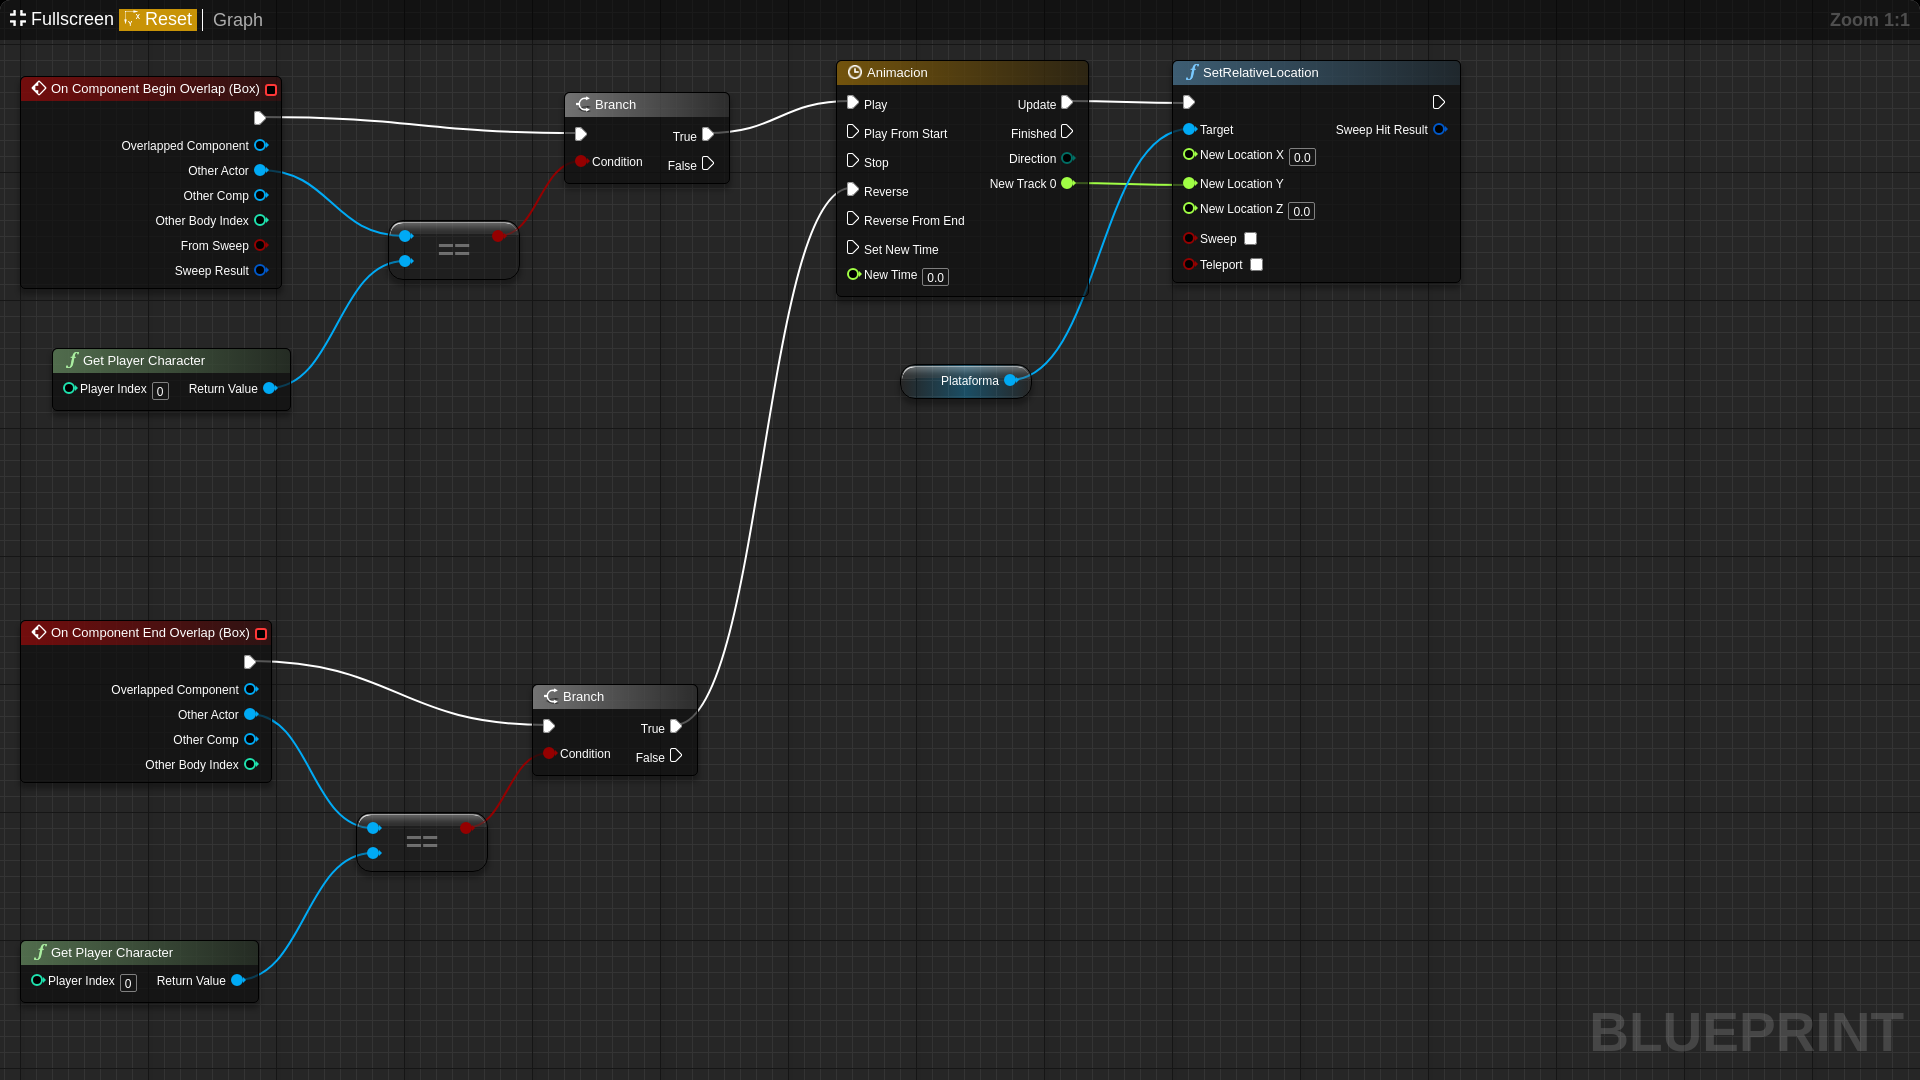 Fullscreen Reset Graph Zoom 1:1
On Component Begin Overlap (Box)
Overlapped Component
Other Actor
Other Comp
Other Body Index
From Sweep
Sweep Result
==
Get Player Character
Player Index 0 Return Value
Branch
True
Condition
False
Animacion
Play Update
Play From Start Finished
Stop Direction
Reverse New Track 0
Reverse From End
Set New Time
New Time 0.0
Plataforma
SetRelativeLocation
Target Sweep Hit Result
New Location X 0.0
New Location Y
New Location Z 0.0
Sweep
Teleport
On Component End Overlap (Box)
Overlapped Component
Other Actor
Other Comp
Other Body Index
Branch
True
Condition
False
==
Get Player Character
Player Index 0 Return Value
BLUEPRINT